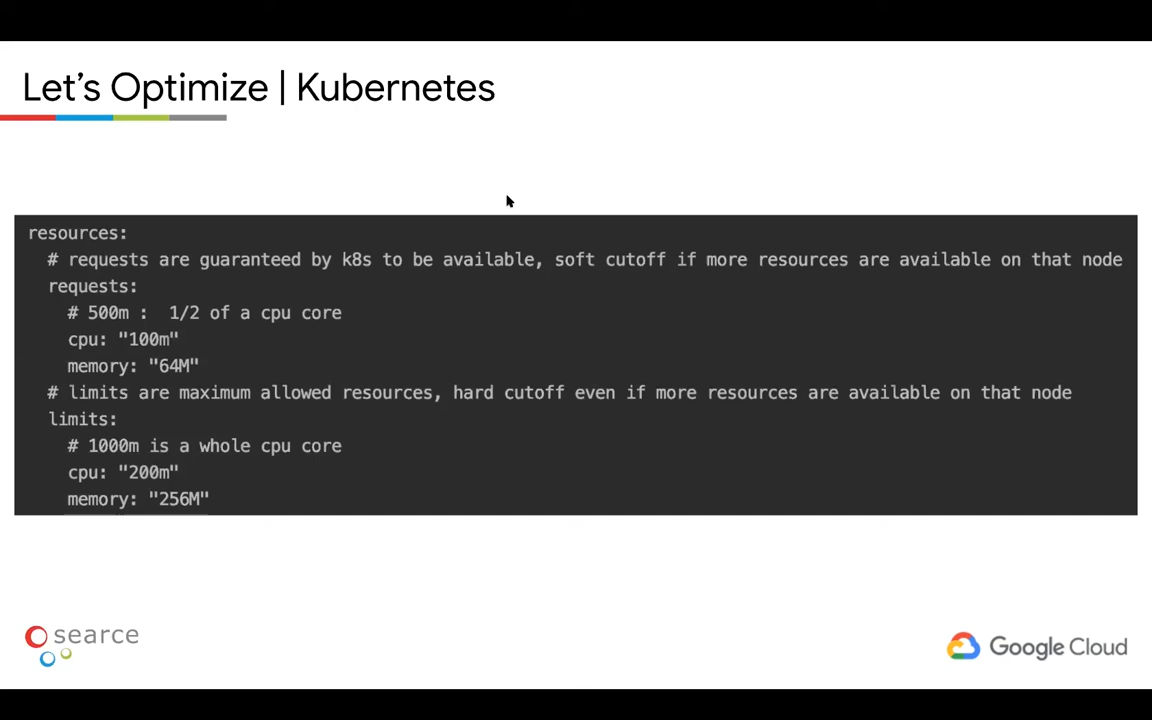 Let's Optimize | Kubernetes
resources:
# requests are guaranteed by k8s to be available, soft cutoff if more resources are available on that node
requests:
# 500m :  1/2 of a cpu core
cpu: "100m"
memory: "64M"
# limits are maximum allowed resources, hard cutoff even if more resources are available on that node
limits:
# 1000m is a whole cpu core
cpu: "200m"
memory: "256M"
searce
Google Cloud